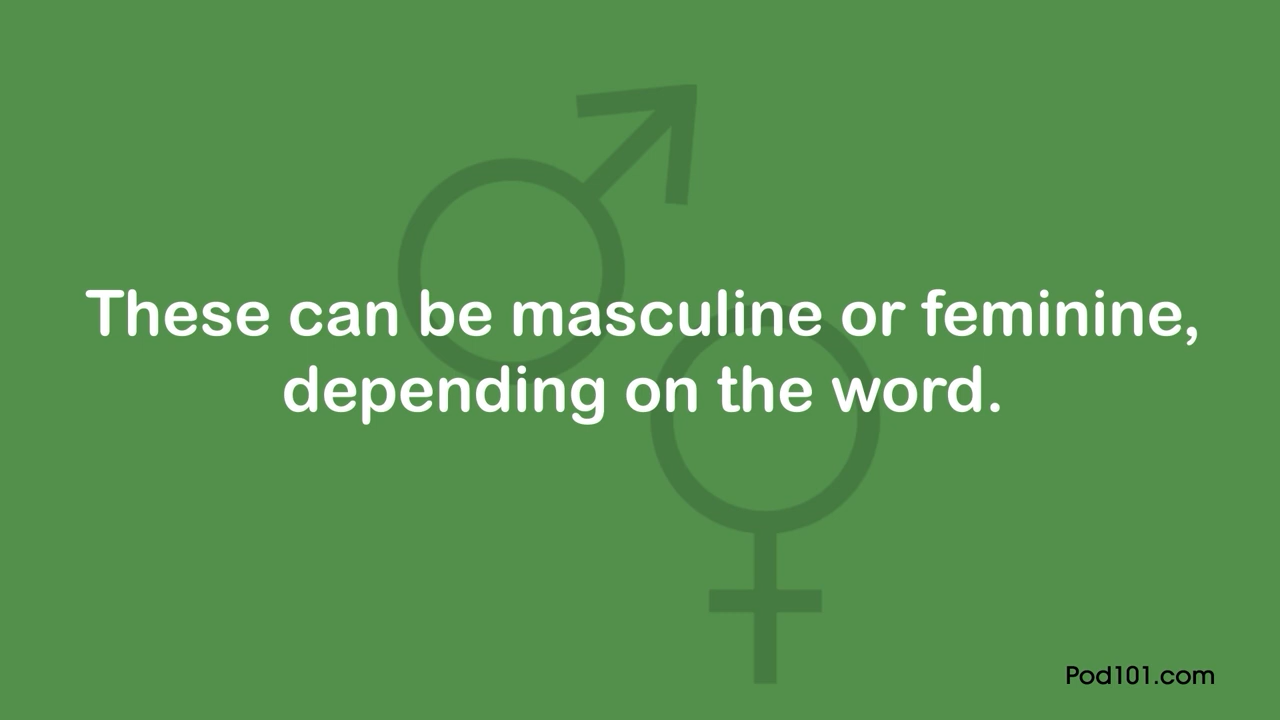 These can be masculine or feminine,
depending on the word.
Pod101.com